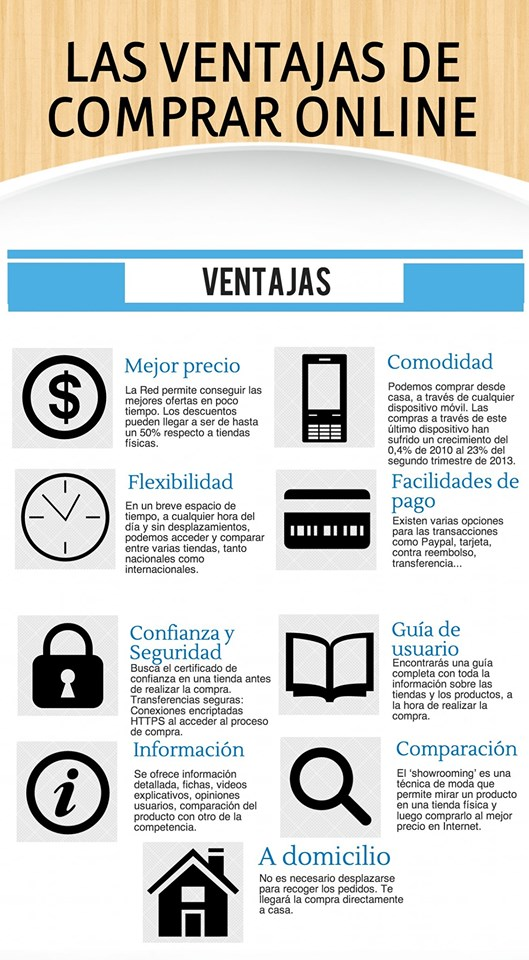 LAS VENTAJAS DE
COMPRAR ONLINE
VENTAJAS
Mejor precio
La Red permite conseguir las
mejores ofertas en poco
tiempo. Los descuentos
pueden llegar a ser de hasta
un 50% respecto a tiendas
físicas.
Comodidad
Podemos comprar desde
casa, a través de cualquier
dispositivo móvil. Las
compras a través de este
último dispositivo han
sufrido un crecimiento del
0,4% de 2010 al 23% del
segundo trimestre de 2013.
Flexibilidad
En un breve espacio de
tiempo, a cualquier hora del
día y sin desplazamientos,
podemos acceder y comparar
entre varias tiendas, tanto
nacionales como
internacionales.
Facilidades de
pago
Existen varias opciones
para las transacciones
como Paypal, tarjeta,
contra reembolso,
transferencia...
Confianza y
Seguridad
Busca el certificado de
confianza en una tienda antes
de realizar la compra.
Transferencias seguras:
Conexiones encriptadas
HTTPS al acceder al proceso
de compra.
Guía de
usuario
Encontrarás una guía
completa con toda la
información sobre las
tiendas y los productos, a
la hora de realizar la
compra.
Información
Se ofrece información
detallada, fichas, videos
explicativos, opiniones
usuarios, comparación del
producto con otro de la
competencia.
Comparación
El 'showrooming' es una
técnica de moda que
permite mirar un producto
en una tienda física y
luego comprarlo al mejor
precio en Internet.
A domicilio
No es necesario desplazarse
para recoger los pedidos. Te
llegará la compra directamente
a casa.